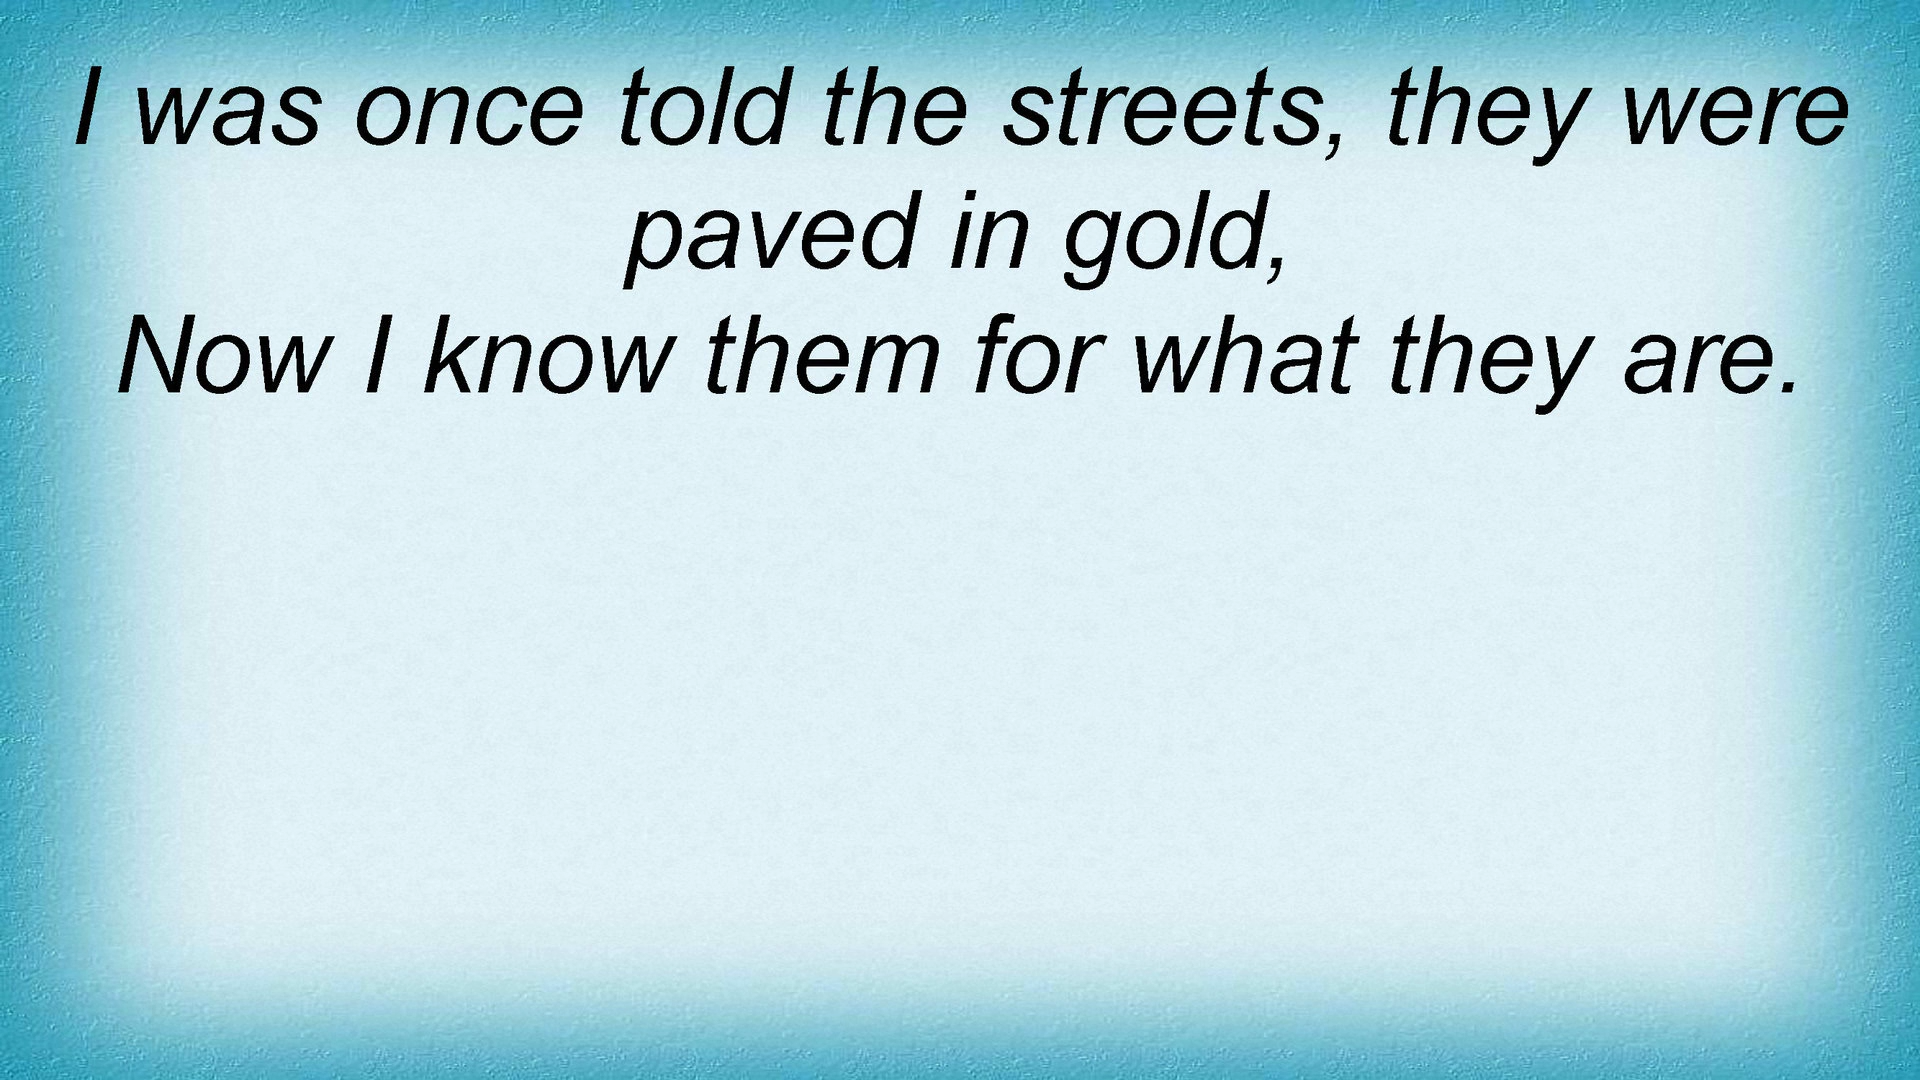 I was once told the streets, they were
paved in gold,
Now I know them for what they are.